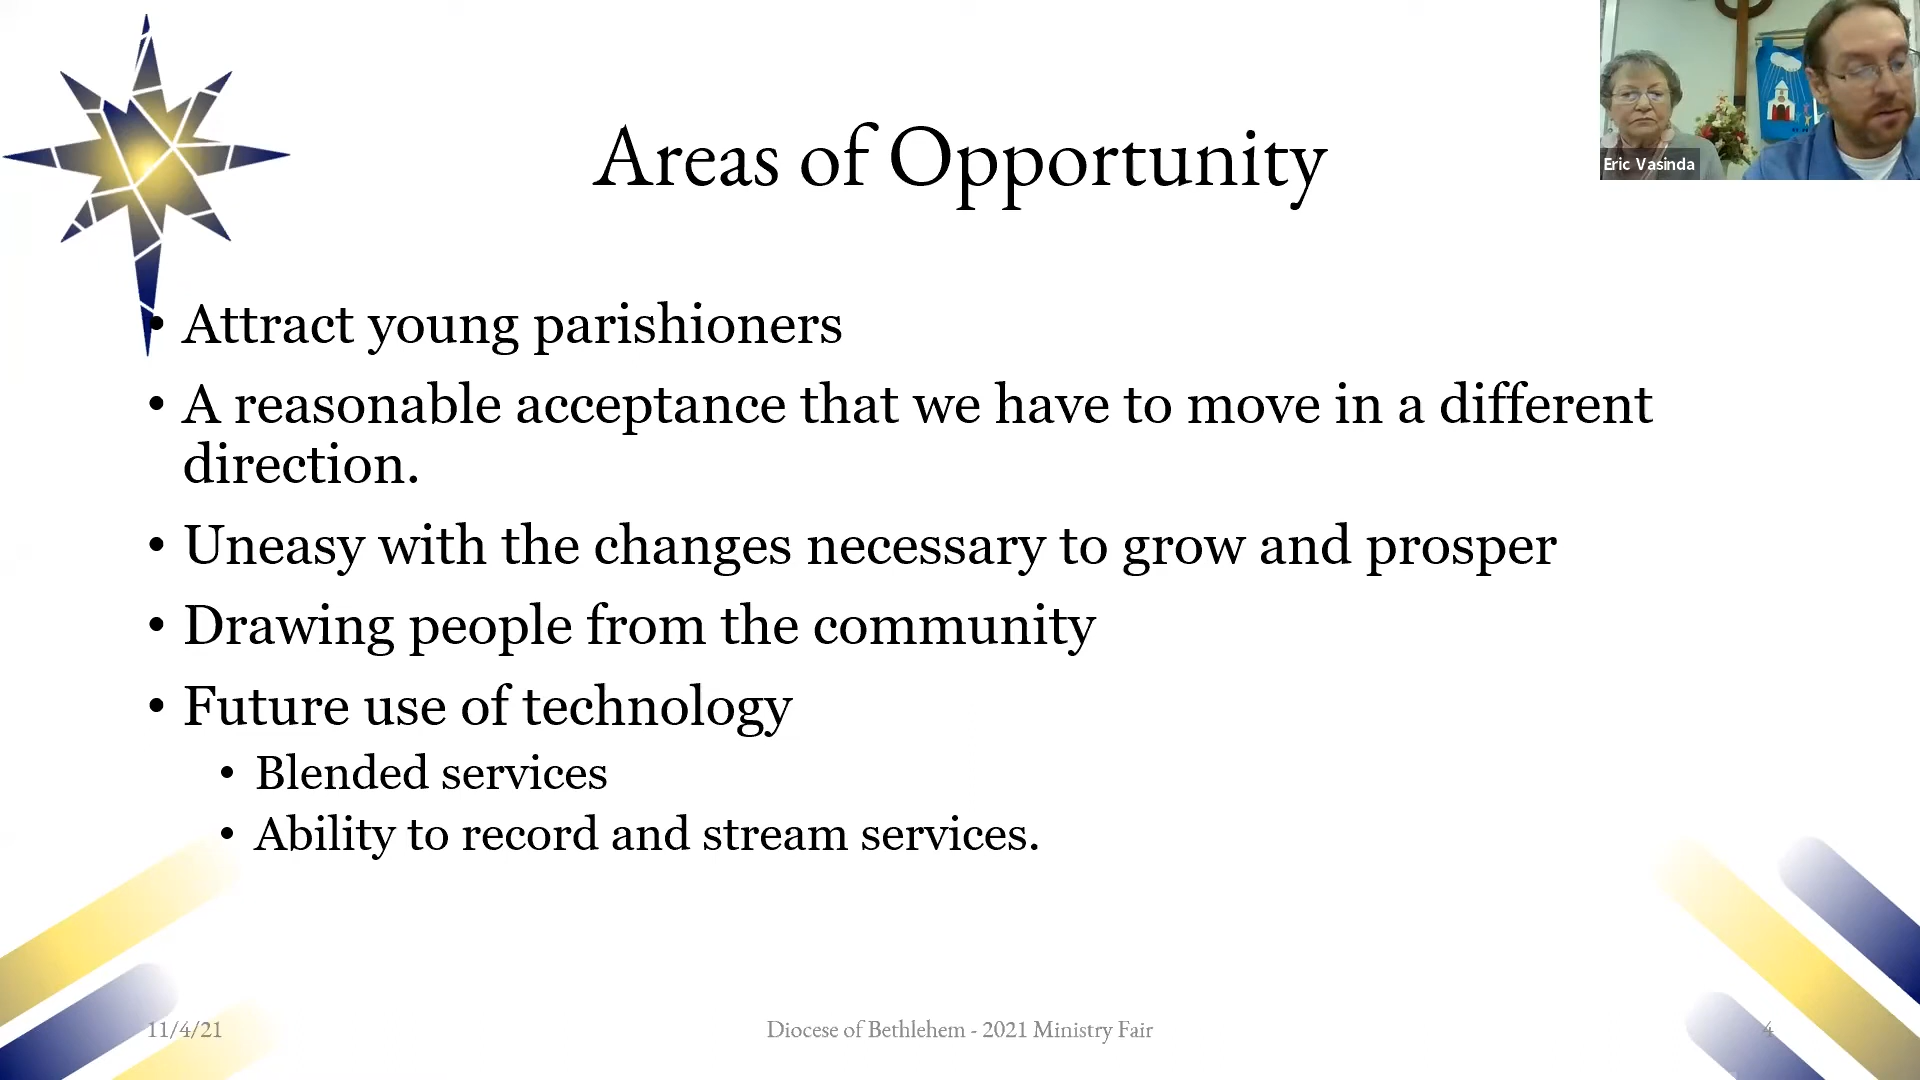 Areas of Opportunity
Eric Vasinda
• Attract young parishioners
• A reasonable acceptance that we have to move in a different
direction.
• Uneasy with the changes necessary to grow and prosper
• Drawing people from the community
• Future use of technology
• Blended services
• Ability to record and stream services.
11/4/21
Diocese of Bethlehem - 2021 Ministry Fair
4